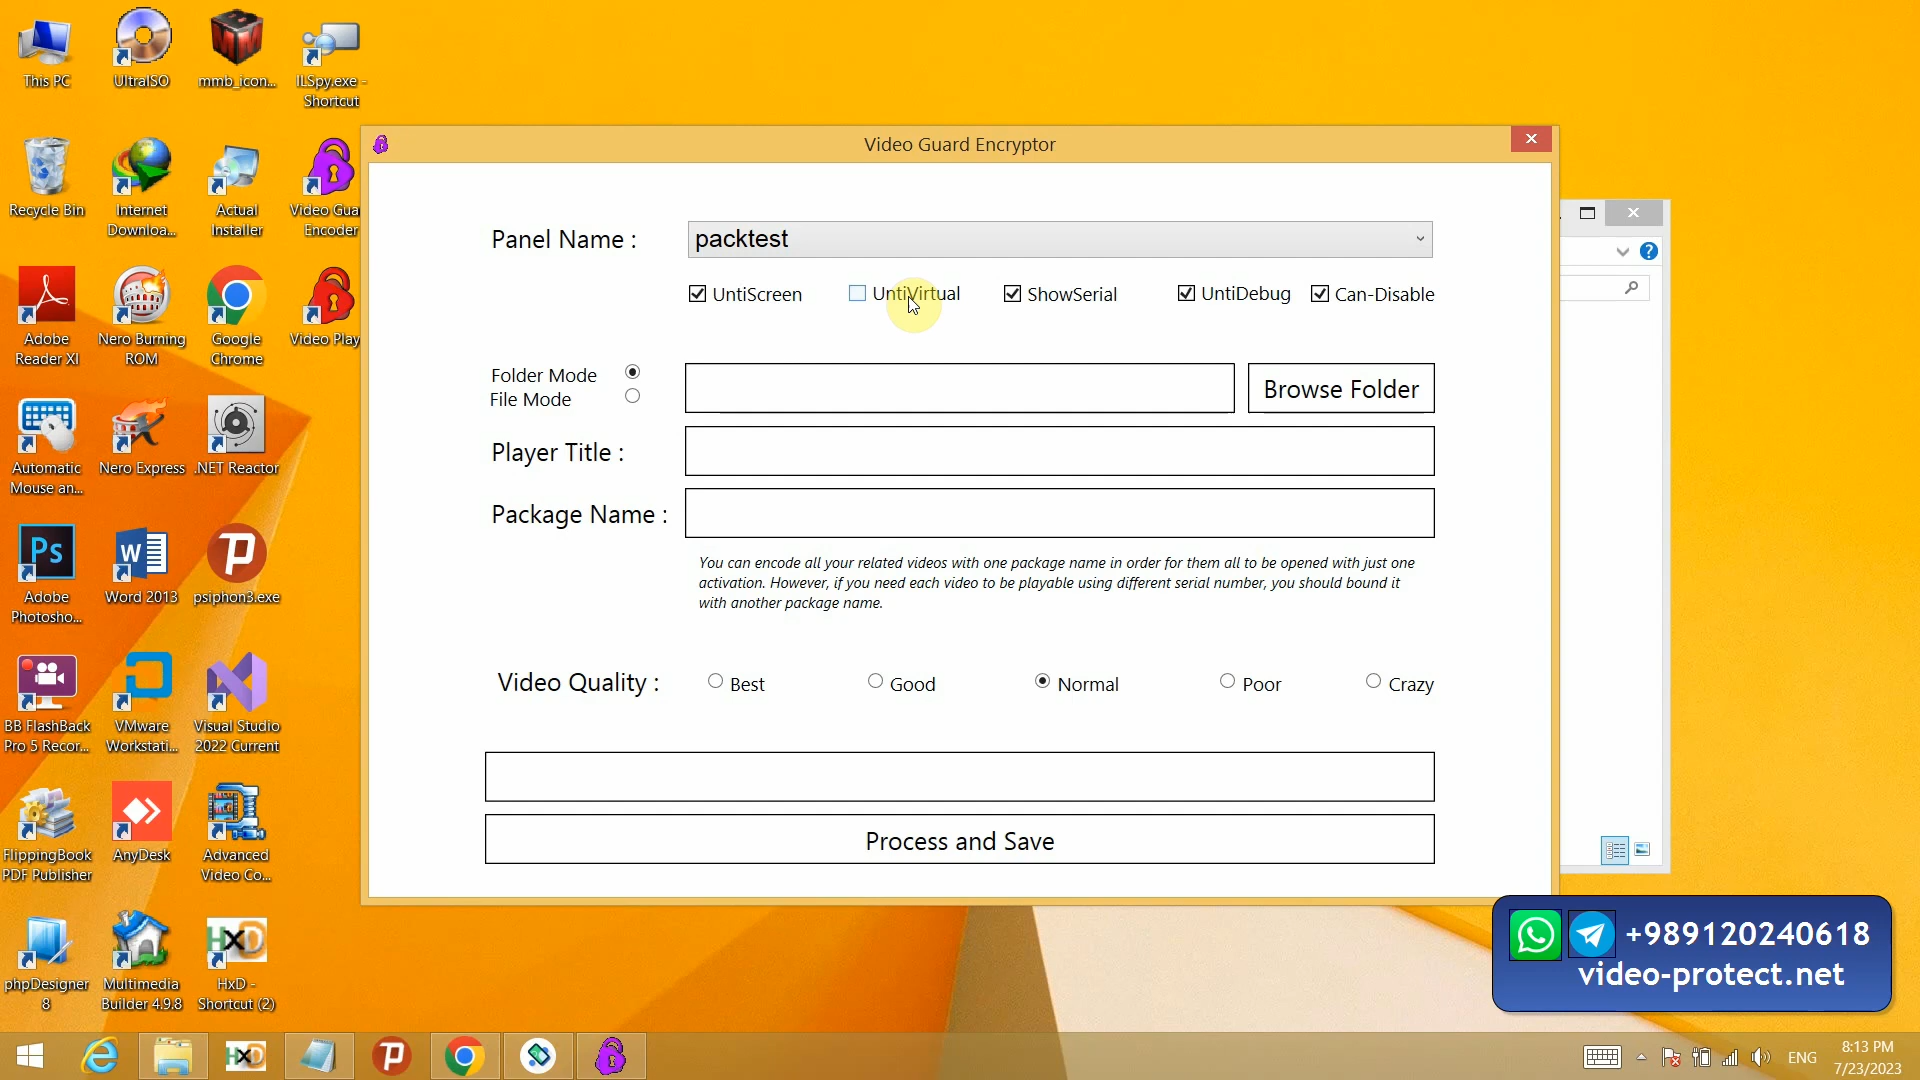 This PC
UltraISO
mmb_icon...
ILSpy.exe -
Shortcut
Recycle Bin
Internet
Downloa...
Actual
Installer
Video Gua
Encoder
Adobe
Reader XI
Nero Burning
ROM
Google
Chrome
Video Play
Automatic
Mouse an...
Nero Express
.NET Reactor
Ps
Adobe
Photosho...
Word 2013
psiphon3.exe
BB FlashBack
Pro 5 Recor...
VMware
Workstati...
Visual Studio
2022 Current
FlippingBook
PDF Publisher
AnyDesk
Advanced
Video Co...
phpDesigner
8
Multimedia
Builder 4.9.8
HxD
HxD -
Shortcut (2)
Video Guard Encryptor
Panel Name :
packtest
UntiScreen
UntiVirtual
ShowSerial
UntiDebug
Can-Disable
Folder Mode
File Mode
Browse Folder
Player Title :
Package Name :
You can encode all your related videos with one package name in order for them all to be opened with just one
activation. However, if you need each video to be playable using different serial number, you should bound it
with another package name.
Video Quality :
Best
Good
Normal
Poor
Crazy
Process and Save
+989120240618
video-protect.net
HxD
ENG
8:13 PM
7/23/2023